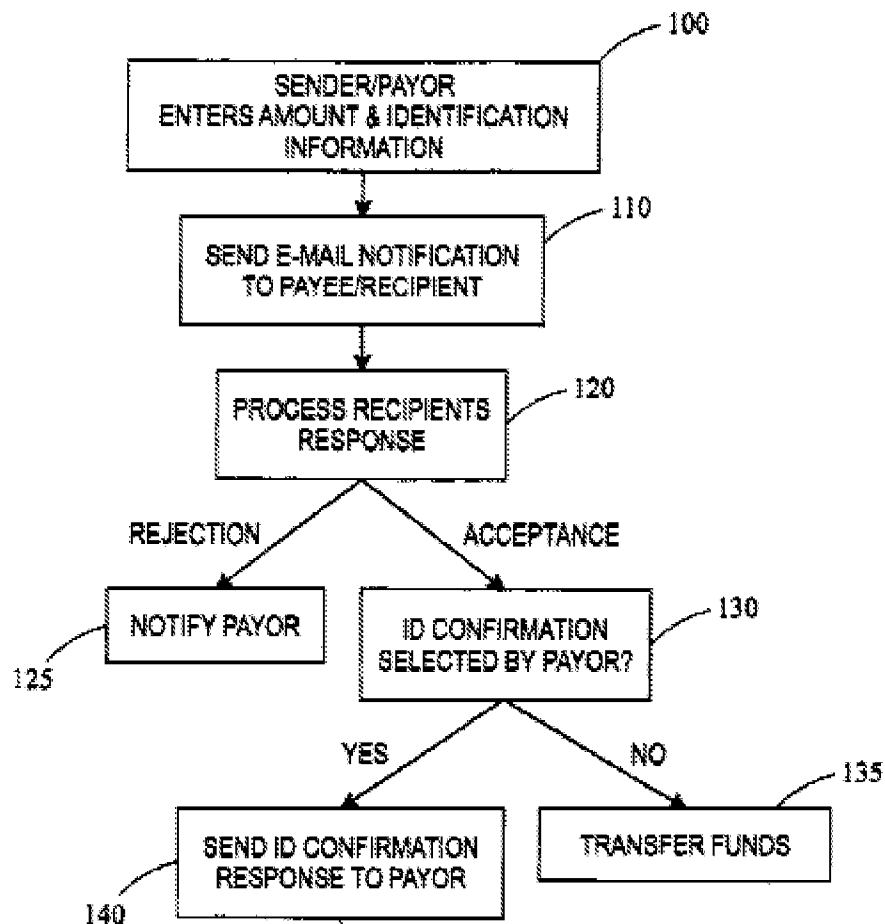 100
SENDER/PAYOR
ENTERS AMOUNT & IDENTIFICATION
INFORMATION
110
SEND E-MAIL NOTIFICATION
TO PAYEE/RECIPIENT
120
PROCESS RECIPIENTS
RESPONSE
REJECTION
ACCEPTANCE
125
NOTIFY PAYOR
130
ID CONFIRMATION
SELECTED BY PAYOR?
YES
NO
135
140
SEND ID CONFIRMATION
RESPONSE TO PAYOR
TRANSFER FUNDS